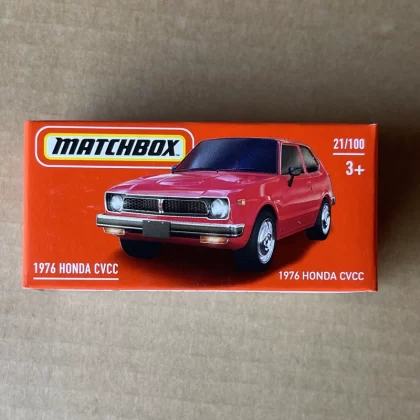 MATCHBOX
21/100
3+
1976 HONDA CVCC
1976 HONDA CVCC